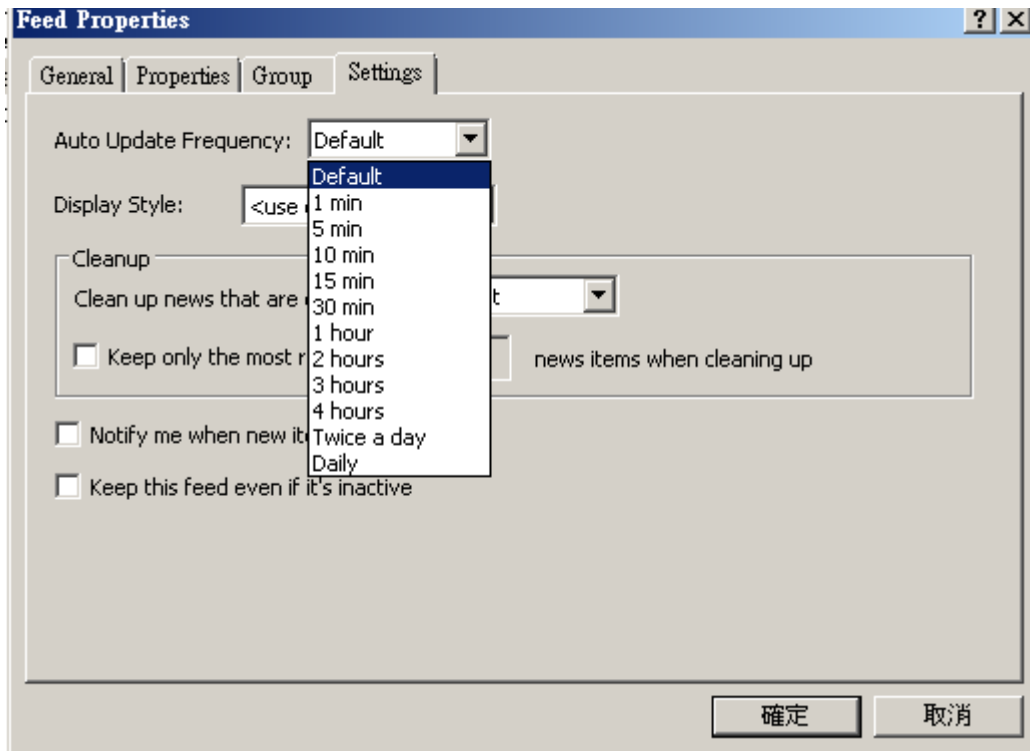 Feed Properties
General Properties Group Settings
Auto Update Frequency: Default
Default
1 min
5 min
10 min
15 min
30 min
1 hour
2 hours
3 hours
4 hours
Twice a day
Daily
Display Style: <use
Cleanup
Clean up news that are
Keep only the most news items when cleaning up
Notify me when new
Keep this feed even if it's inactive
確定 取消